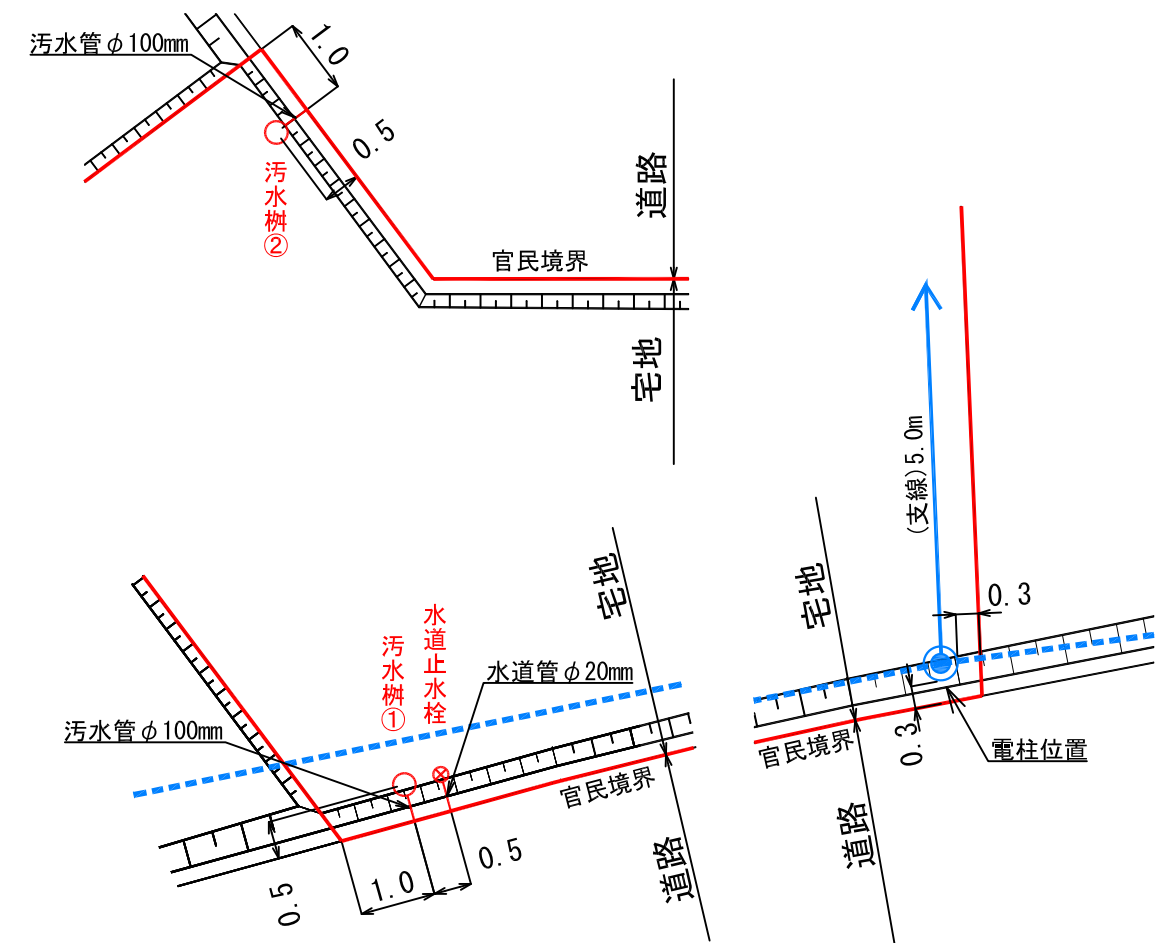 汚水管φ100mm
1.0
0.5
汚水桝②
道路
官民境界
宅地
(支線)5.0m
宅地
宅地
0.3
水道止水栓
汚水桝①
水道管φ20mm
汚水管φ100mm
官民境界
官民境界
0.3
電柱位置
道路
道路
0.5
1.0
0.5